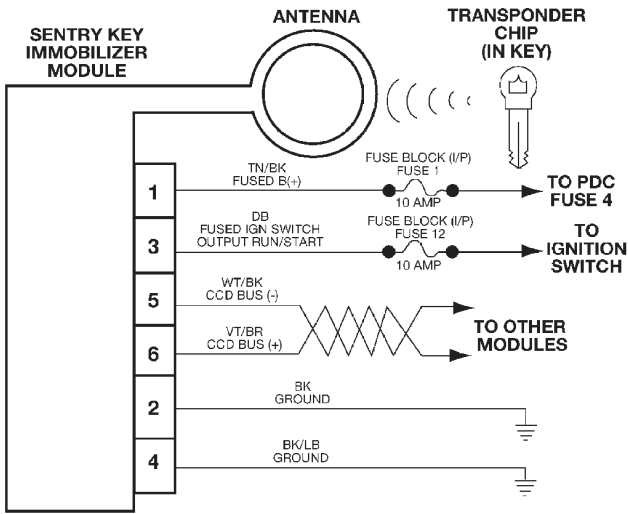 SENTRY KEY
IMMOBILIZER
MODULE
ANTENNA
TRANSPONDER
CHIP
(IN KEY)
1
TN/BK
FUSED B(+)
FUSE BLOCK (I/P)
FUSE 1
10 AMP
TO PDC
FUSE 4
3
DB
FUSED IGN SWITCH
OUTPUT RUN/START
FUSE BLOCK (I/P)
FUSE 12
10 AMP
TO
IGNITION
SWITCH
5
WT/BK
CCD BUS (-)
6
VT/BR
CCD BUS (+)
TO OTHER
MODULES
2
BK
GROUND
4
BK/LB
GROUND